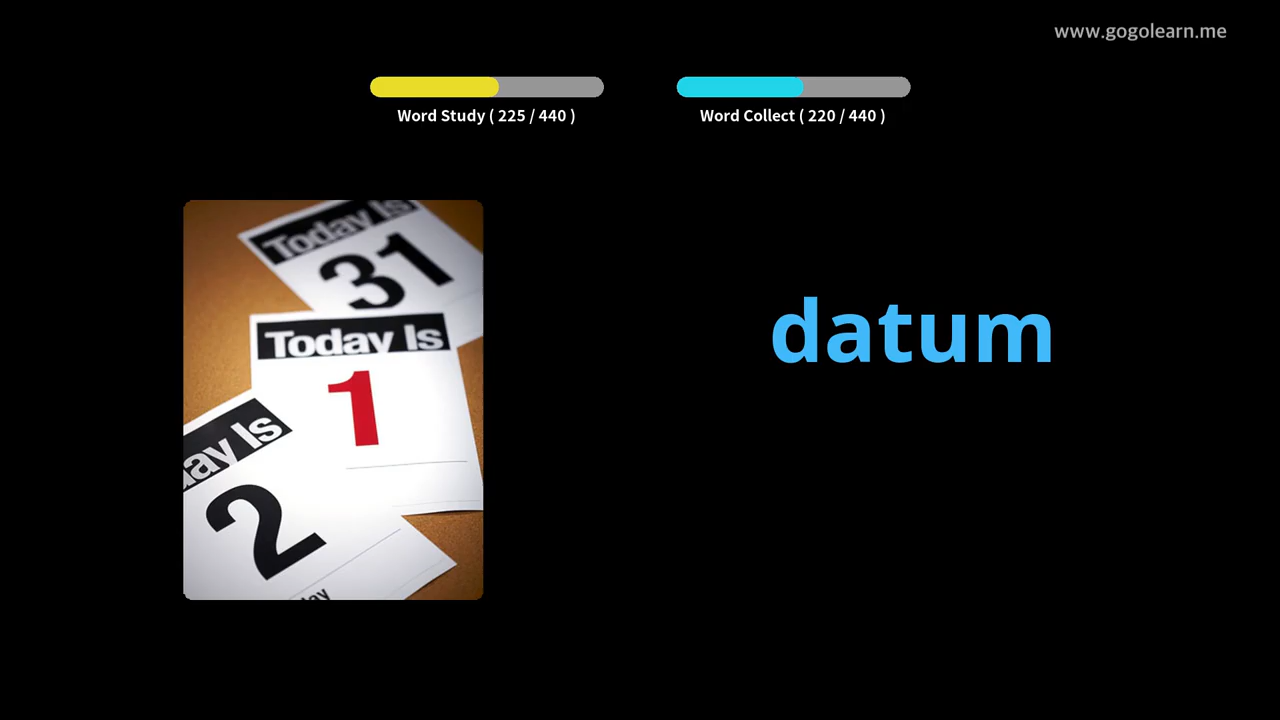 www.gogolearn.me
Word Study ( 225 / 440 )
Word Collect ( 220 / 440 )
Today Is
31
Today Is
1
ay Is
2
datum